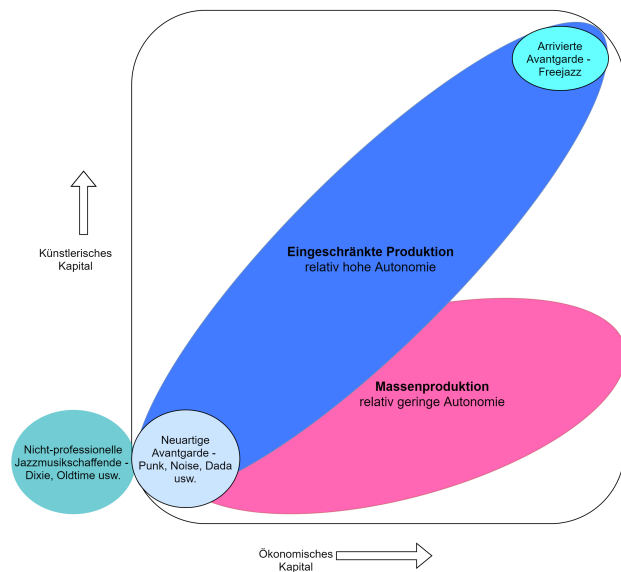 Arrivierte
Avantgarde -
Freejazz
Künstlerisches
Kapital
Eingeschränkte Produktion
relativ hohe Autonomie
Massenproduktion
relativ geringe Autonomie
Nicht-professionelle
Jazzmusikschaffende -
Dixie, Oldtime usw.
Neuartige
Avantgarde -
Punk, Noise, Dada
usw.
Ökonomisches
Kapital